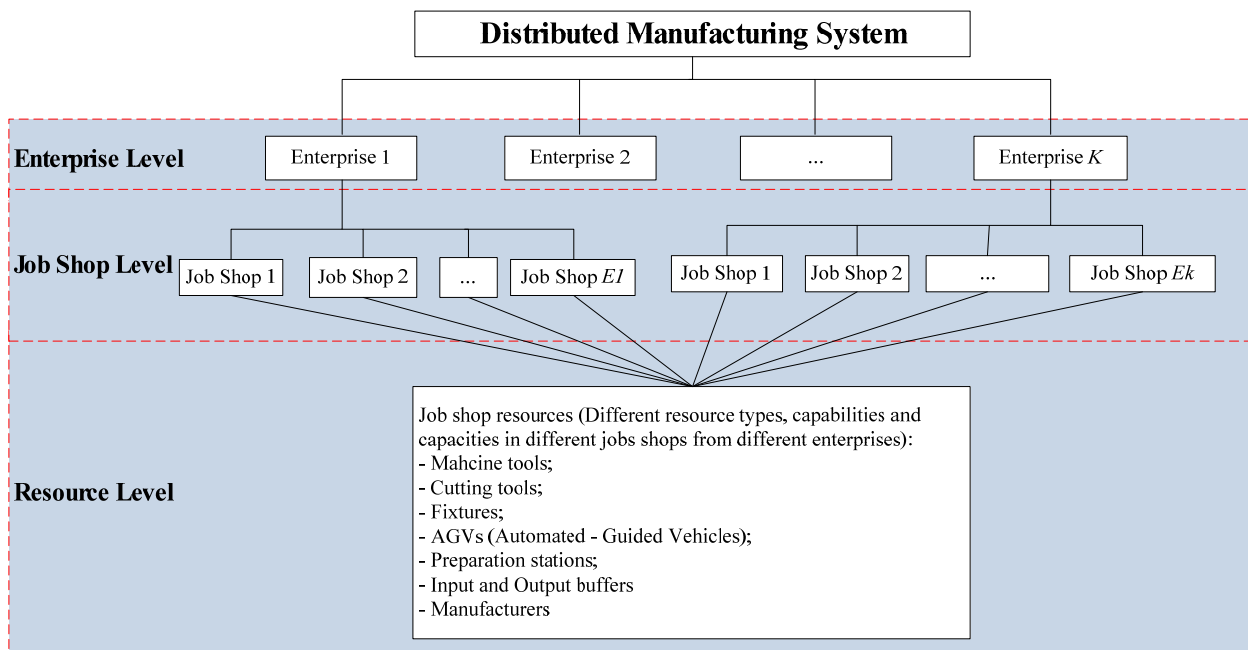 Distributed Manufacturing System
Enterprise Level
Enterprise 1
Enterprise 2
...
Enterprise K
Job Shop Level
Job Shop 1
Job Shop 2
...
Job Shop E1
Job Shop 1
Job Shop 2
...
Job Shop Ek
Resource Level
Job shop resources (Different resource types, capabilities and
capacities in different jobs shops from different enterprises):
- Mahcine tools;
- Cutting tools;
- Fixtures;
- AGVs (Automated - Guided Vehicles);
- Preparation stations;
- Input and Output buffers
- Manufacturers